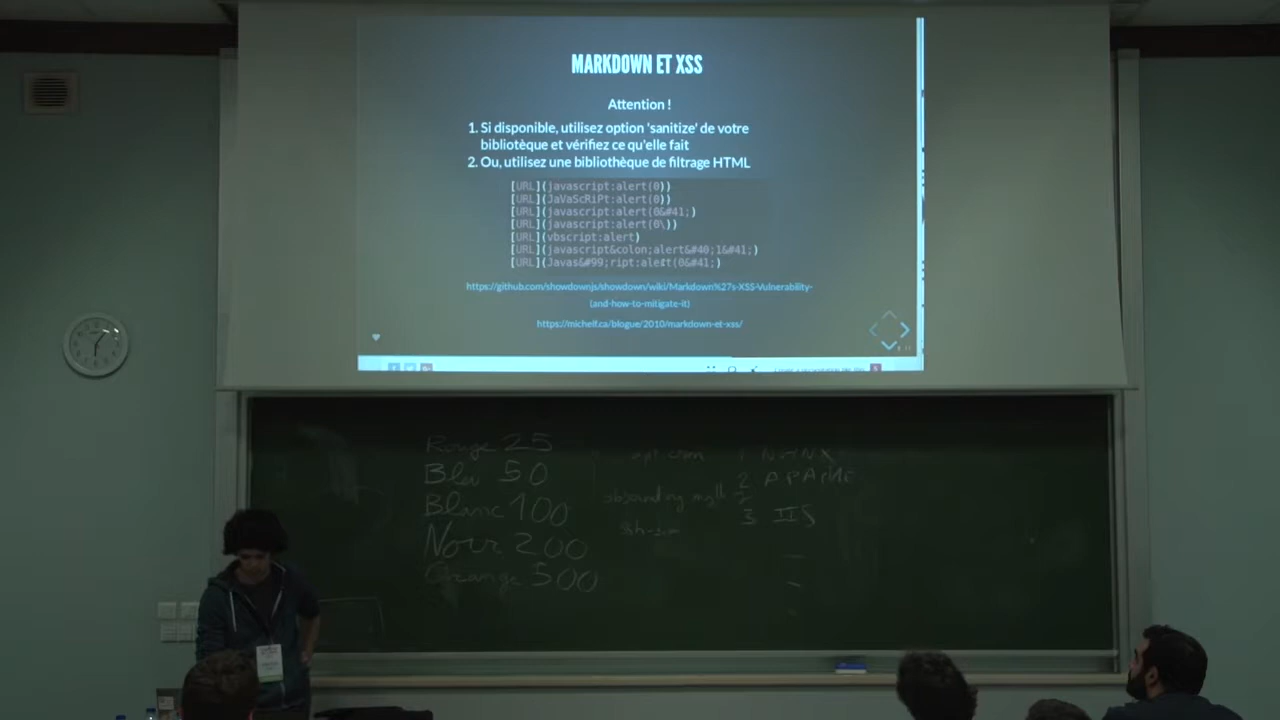 MARKDOWN ET XSS
Attention !
1. Si disponible, utilisez option 'sanitize' de votre
bibliotèque et vérifiez ce qu'elle fait
2. Ou, utilisez une bibliothèque de filtrage HTML
[URL](javascript:alert(0))
[URL](JaVaScRiPt:alert(0))
[URL](javascript:alert(0&#41;)
[URL](javascript:alert(0\))
[URL](vbscript:alert)
[URL](javascript&colon;alert&#40;1&#41;)
[URL](Javas&#99;ript:alert(0&#41;)
https://github.com/showdownjs/showdown/wiki/Markdown%27s-XSS-Vulnerability-
(and-how-to-mitigate-it)
https://michelf.ca/blogue/2010/markdown-et-xss/
Rouge 25
Bleu 50
Blanc 100
Noir 200
Orange 500
1 NGINX
2 APACHE
3 IIS